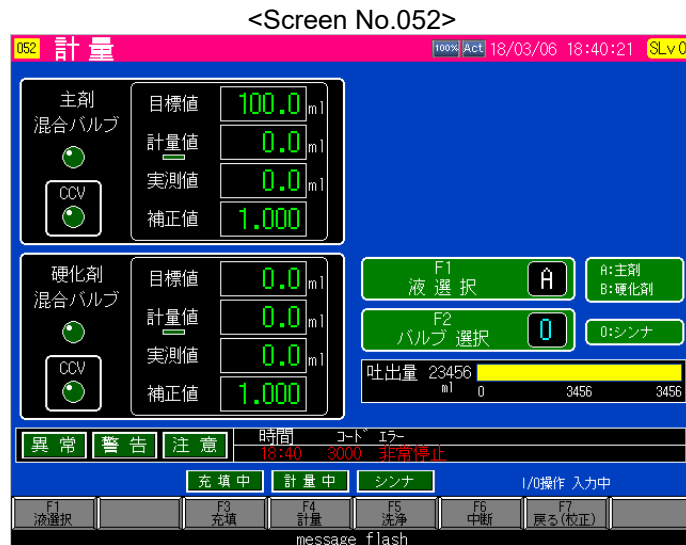 <Screen No.052>
052 計量 100% Act 18/03/06 18:40:21 SLv0
主剤
混合バルブ
CCV
目標値 100.0 ml
計量値 0.0 ml
実測値 0.0 ml
補正値 1.000
硬化剤
混合バルブ
CCV
目標値 0.0 ml
計量値 0.0 ml
実測値 0.0 ml
補正値 1.000
F1
液 選 択 A
A:主剤
B:硬化剤
F2
バルブ 選択 0
0:シンナ
吐出量 23456
ml 0 3456 3456
異 常 警 告 注 意
時間 コード エラー
18:40 3000 非常停止
充 填 中 計 量 中 シンナ I/O操作 入力中
F1
液選択
F3
充填
F4
計量
F5
洗浄
F6
中断
F7
戻る(校正)
message flash